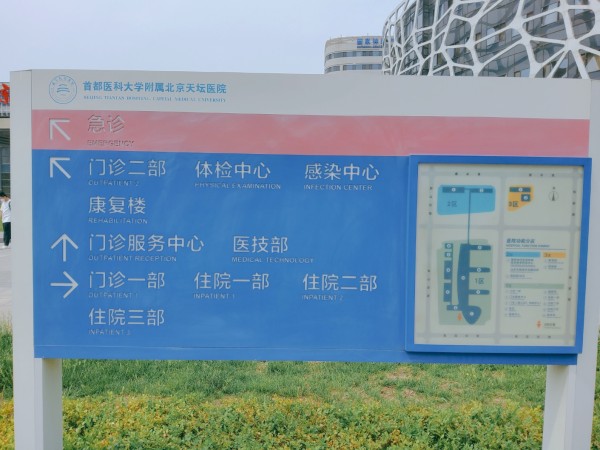 首都医科大学附属北京天坛医院
BEIJING TIANTAN HOSPITAL, CAPITAL MEDICAL UNIVERSITY
急诊
EMERGENCY
门诊二部 体检中心 感染中心
OUTPATIENT 2 PHYSICAL EXAMINATION INFECTION CENTER
康复楼
REHABILITATION
门诊服务中心 医技部
OUTPATIENT RECEPTION MEDICAL TECHNOLOGY
门诊一部 住院一部 住院二部
OUTPATIENT 1 INPATIENT 1 INPATIENT 2
住院三部
INPATIENT 3